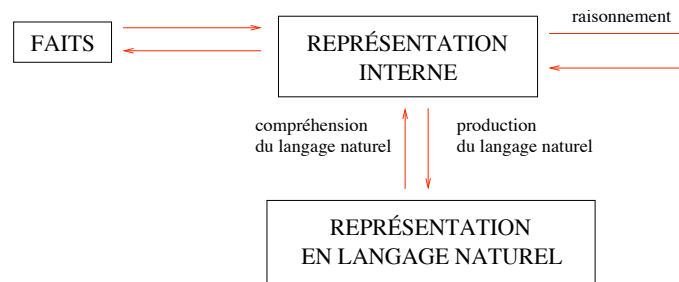 raisonnement
FAITS
REPRÉSENTATION
INTERNE
compréhension
du langage naturel
production
du langage naturel
REPRÉSENTATION
EN LANGAGE NATUREL